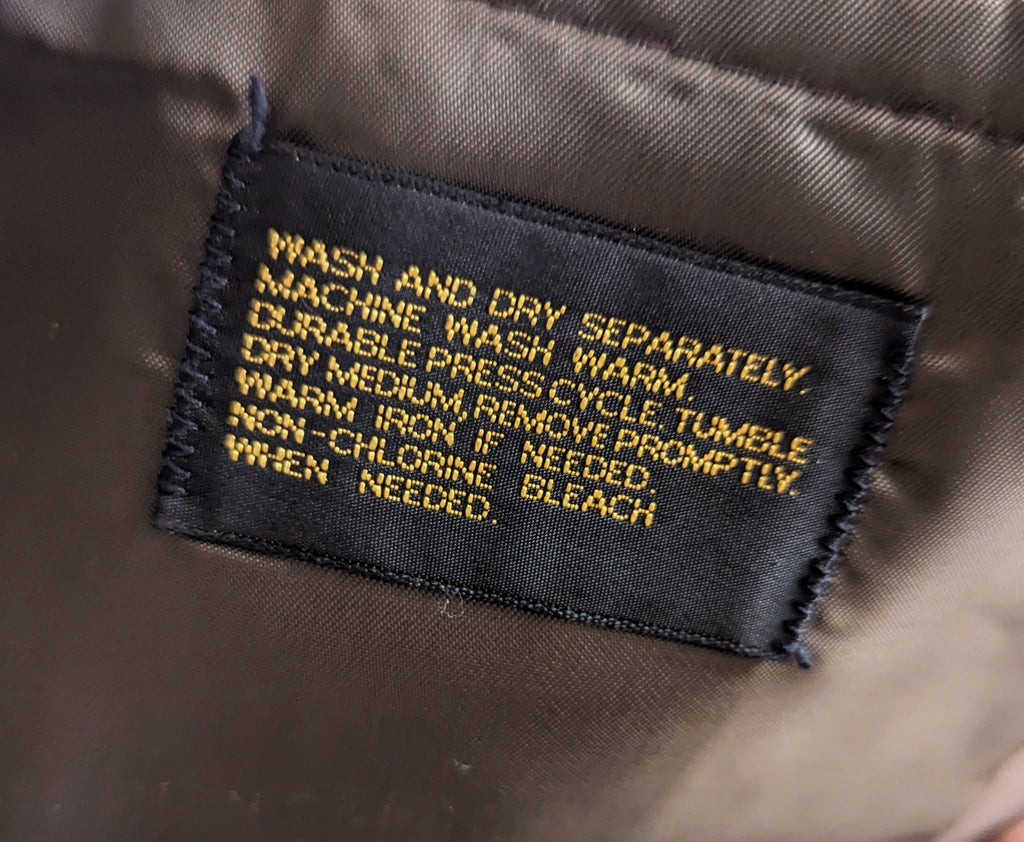 WASH AND DRY SEPARATELY.
MACHINE WASH WARM.
DURABLE PRESS CYCLE TUMBLE
DRY MEDIUM, REMOVE PROMPTLY.
WARM IRON IF NEEDED.
NON-CHLORINE BLEACH
WHEN NEEDED.